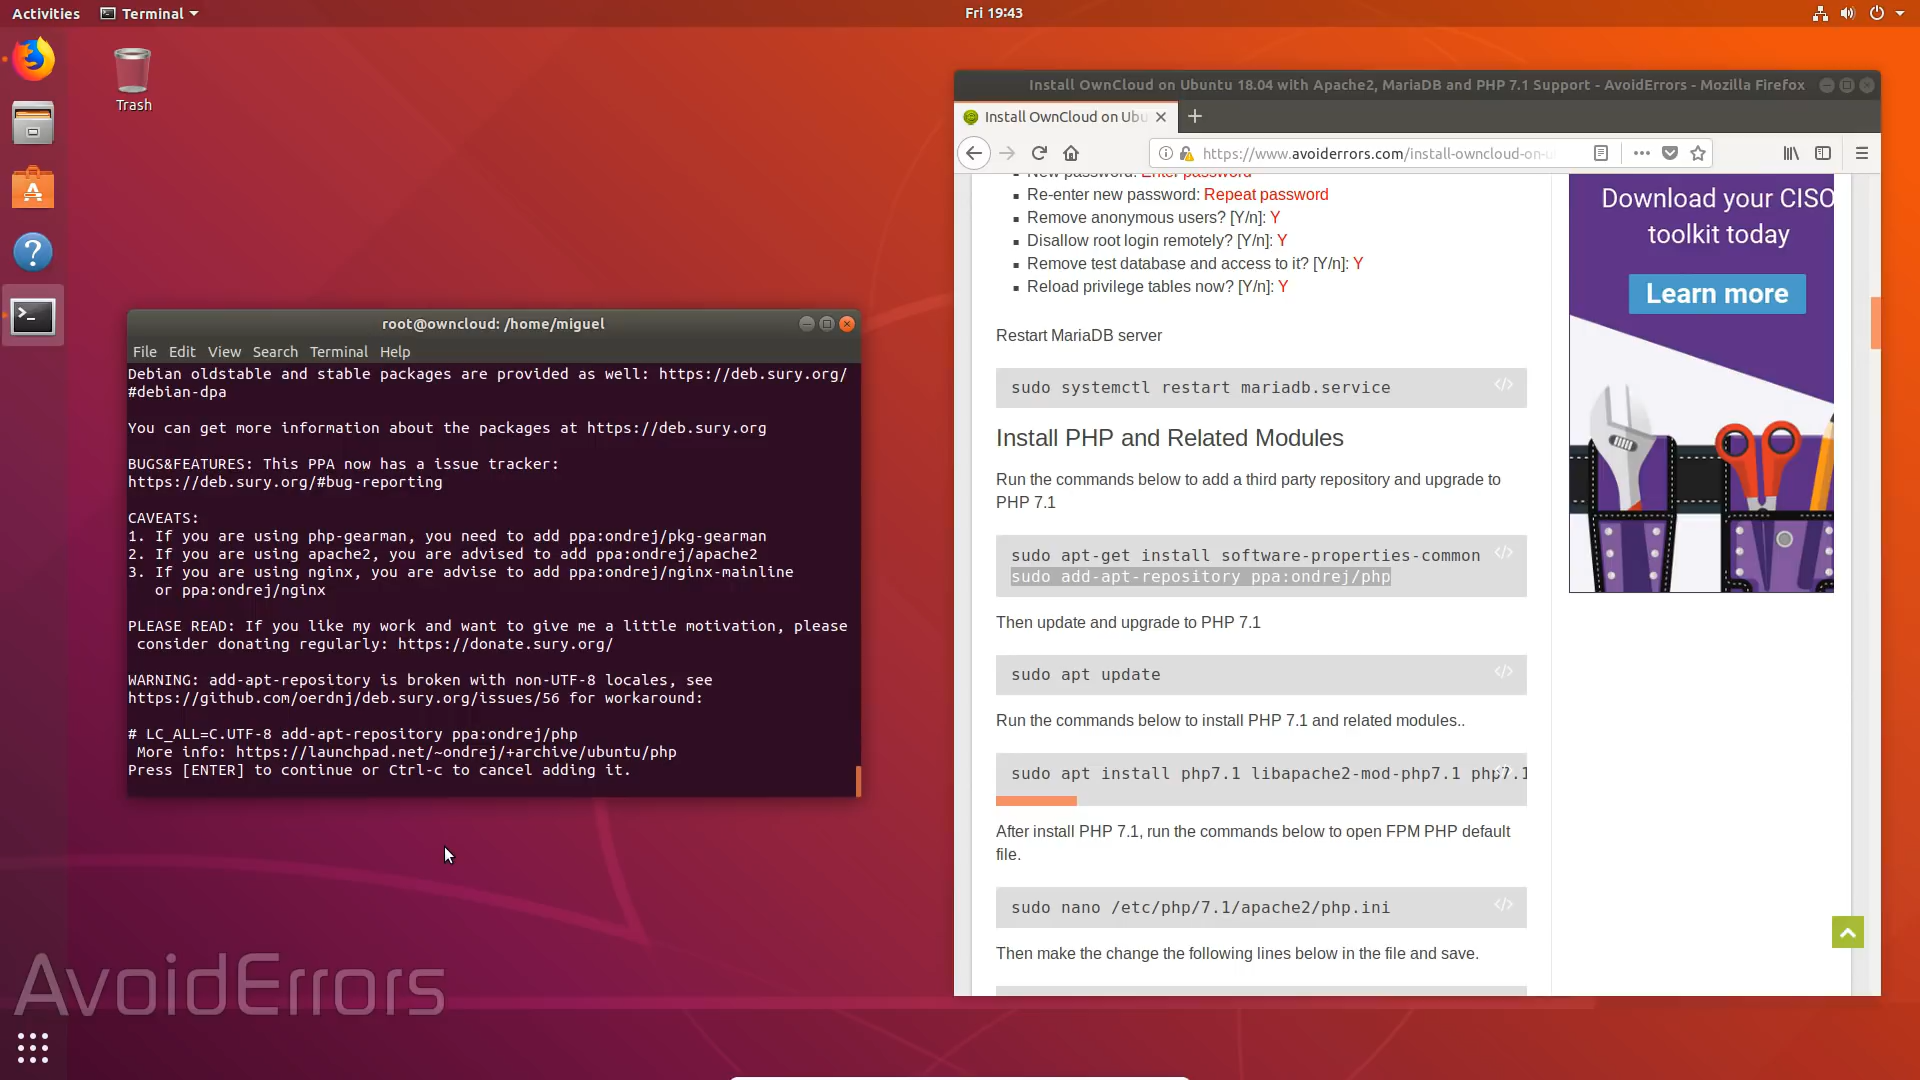 Activities
Terminal
Fri 19:43
Trash
root@owncloud: /home/miguel
File Edit View Search Terminal Help
Debian oldstable and stable packages are provided as well: https://deb.sury.org/
#debian-dpa
You can get more information about the packages at https://deb.sury.org
BUGS&FEATURES: This PPA now has a issue tracker:
https://deb.sury.org/#bug-reporting
CAVEATS:
1. If you are using php-gearman, you need to add ppa:ondrej/pkg-gearman
2. If you are using apache2, you are advised to add ppa:ondrej/apache2
3. If you are using nginx, you are advise to add ppa:ondrej/nginx-mainline
or ppa:ondrej/nginx
PLEASE READ: If you like my work and want to give me a little motivation, please
consider donating regularly: https://donate.sury.org/
WARNING: add-apt-repository is broken with non-UTF-8 locales, see
https://github.com/oerdnj/deb.sury.org/issues/56 for workaround:
# LC_ALL=C.UTF-8 add-apt-repository ppa:ondrej/php
More info: https://launchpad.net/~ondrej/+archive/ubuntu/php
Press [ENTER] to continue or Ctrl-c to cancel adding it.
AvoidErrors
Install OwnCloud on Ubuntu 18.04 with Apache2, MariaDB and PHP 7.1 Support - AvoidErrors - Mozilla Firefox
Install OwnCloud on Ubu
https://www.avoiderrors.com/install-owncloud-on-u
New password: Enter password
Re-enter new password: Repeat password
Remove anonymous users? [Y/n]: Y
Disallow root login remotely? [Y/n]: Y
Remove test database and access to it? [Y/n]: Y
Reload privilege tables now? [Y/n]: Y
Restart MariaDB server
sudo systemctl restart mariadb.service
Install PHP and Related Modules
Run the commands below to add a third party repository and upgrade to
PHP 7.1
sudo apt-get install software-properties-common
sudo add-apt-repository ppa:ondrej/php
Then update and upgrade to PHP 7.1
sudo apt update
Run the commands below to install PHP 7.1 and related modules..
sudo apt install php7.1 libapache2-mod-php7.1 php7.1
After install PHP 7.1, run the commands below to open FPM PHP default
file.
sudo nano /etc/php/7.1/apache2/php.ini
Then make the change the following lines below in the file and save.
Download your CISO
toolkit today
Learn more